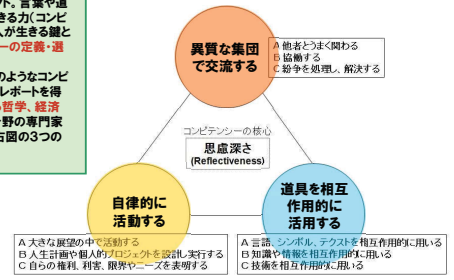 ト。言葉や道
きる力（コンピ
人が生きる鍵と
ーの定義・選
のようなコンピ
レポートを得
哲学、経済
野の専門家
右図の3つの
異質な集団
で交流する
A 他者とうまく関わる
B 協働する
C 紛争を処理し、解決する
コンピテンシーの核心
思慮深さ
(Reflectiveness)
自律的に
活動する
A 大きな展望の中で活動する
B 人生計画や個人的プロジェクトを設計し実行する
C 自らの権利、利害、限界やニーズを表明する
道具を相互
作用的に
活用する
A 言語、シンボル、テクストを相互作用的に用いる
B 知識や情報を相互作用的に用いる
C 技術を相互作用的に用いる